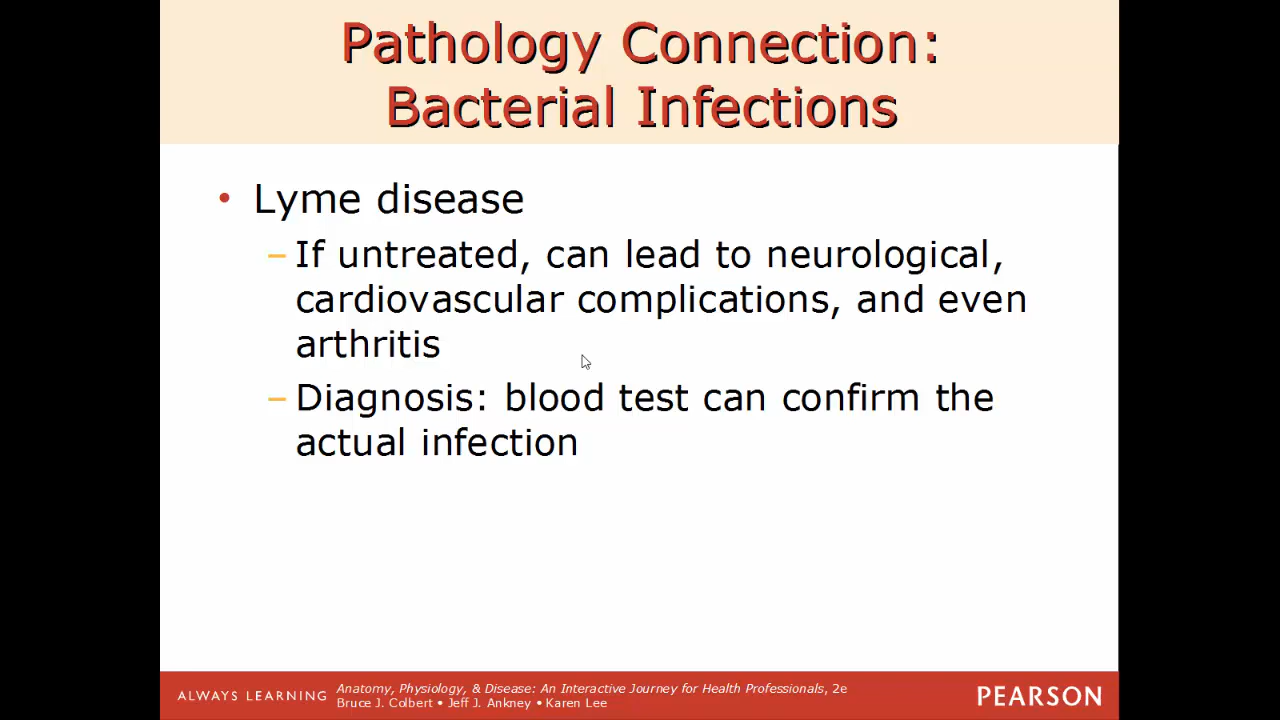 Pathology Connection:
Bacterial Infections
• Lyme disease
– If untreated, can lead to neurological,
cardiovascular complications, and even
arthritis
– Diagnosis: blood test can confirm the
actual infection
ALWAYS LEARNING
Anatomy, Physiology, & Disease: An Interactive Journey for Health Professionals, 2e
Bruce J. Colbert • Jeff J. Ankney • Karen Lee
PEARSON